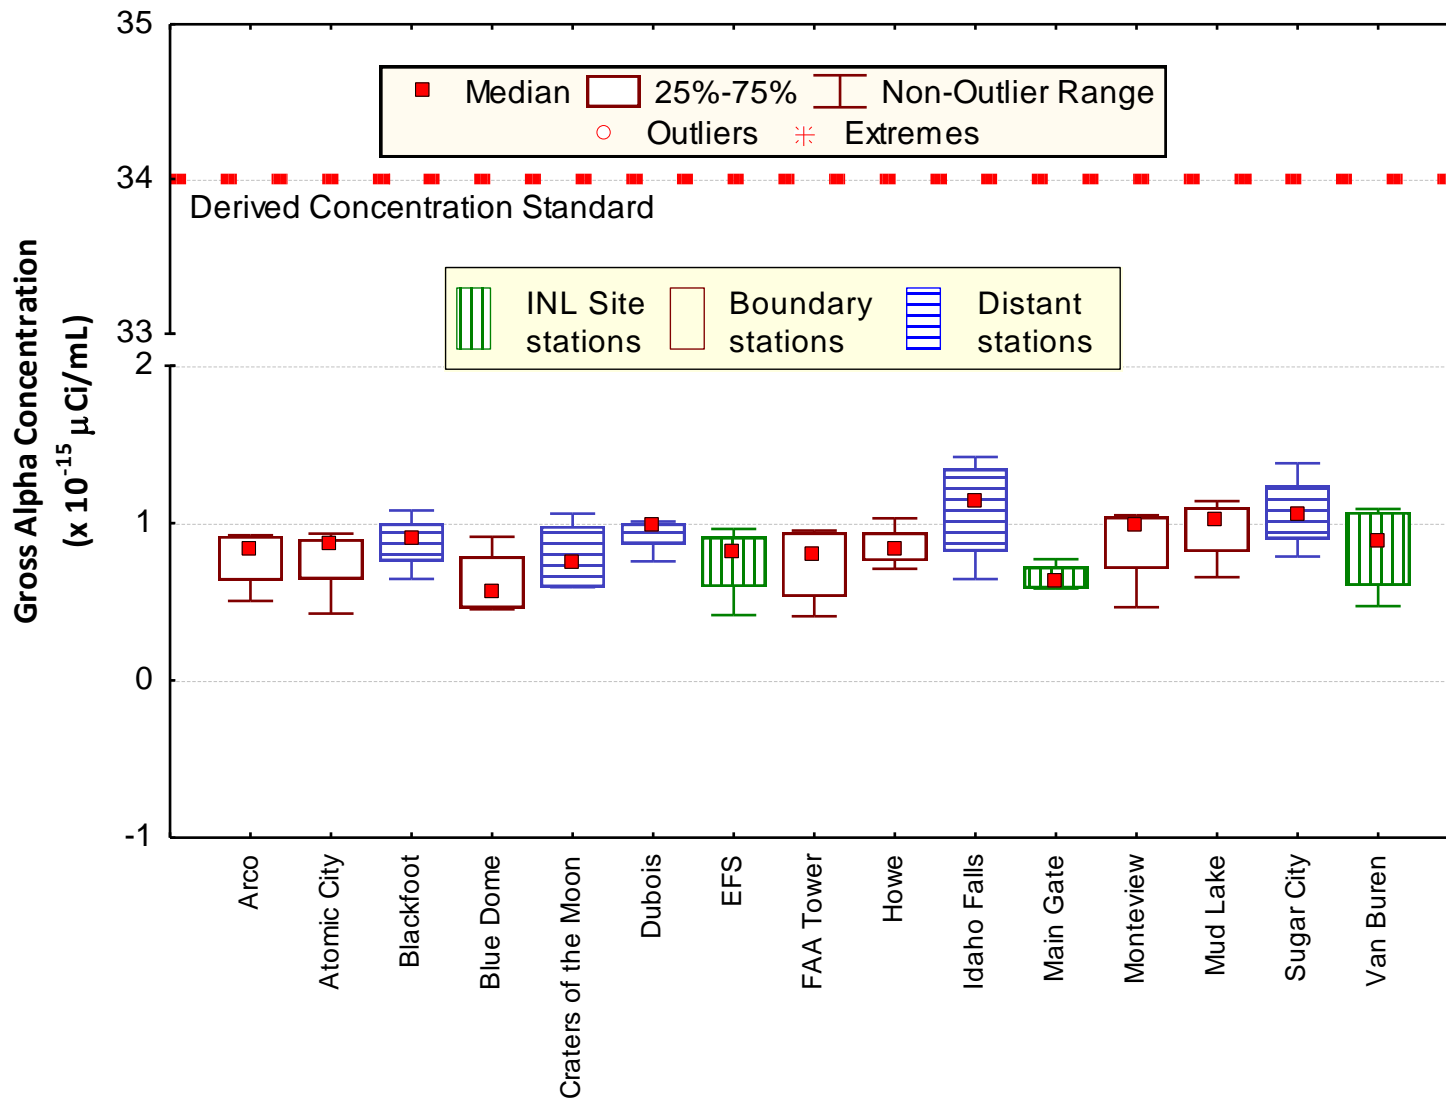 35
Median 25%-75% Non-Outlier Range
Outliers Extremes
34
Derived Concentration Standard
INL Site stations
Boundary stations
Distant stations
33
2
1
0
-1
Gross Alpha Concentration
(x 10⁻¹⁵ μCi/mL)
Arco
Atomic City
Blackfoot
Blue Dome
Craters of the Moon
Dubois
EFS
FAA Tower
Howe
Idaho Falls
Main Gate
Monteview
Mud Lake
Sugar City
Van Buren